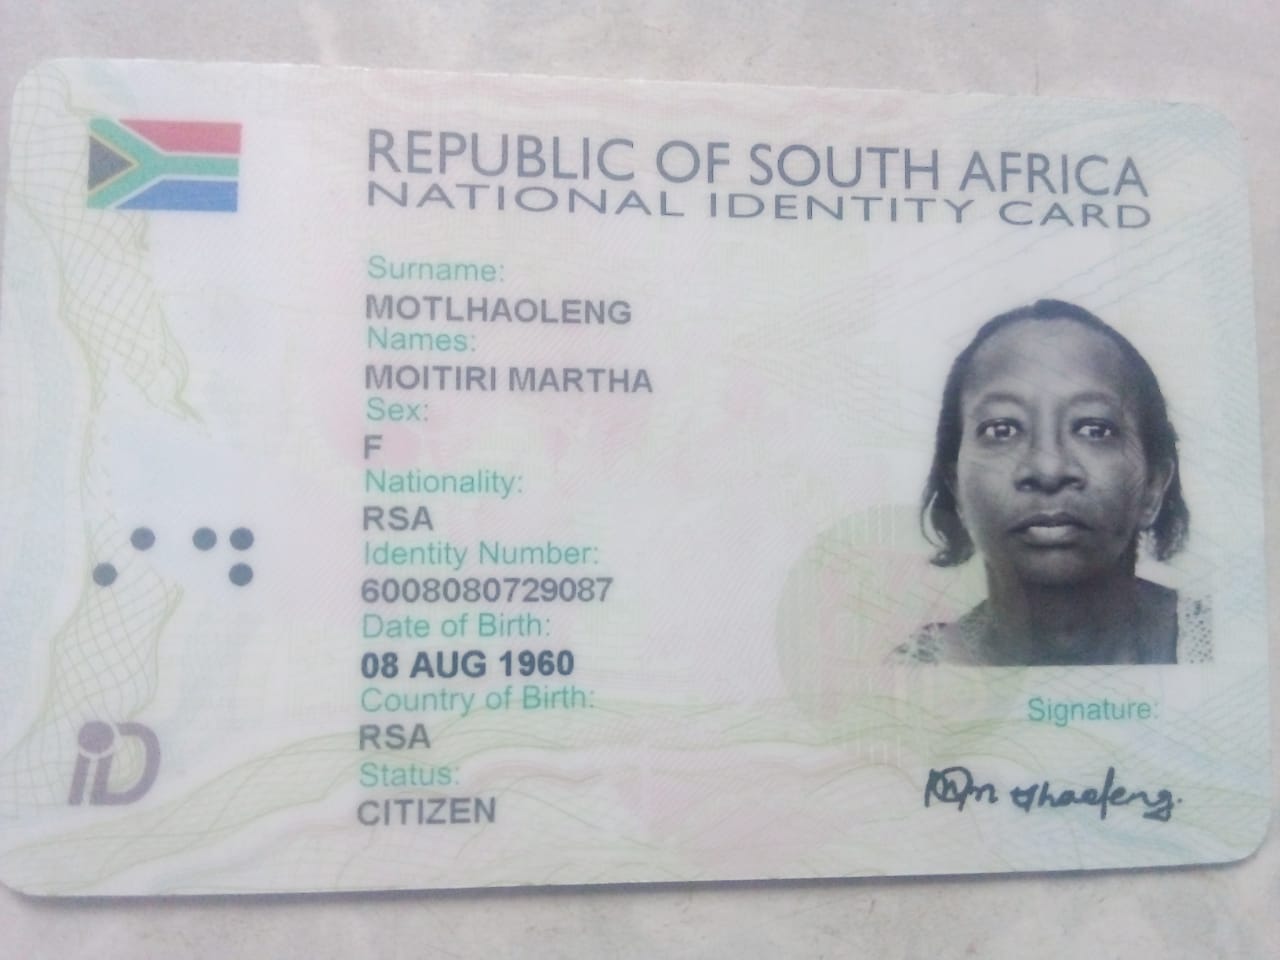 REPUBLIC OF SOUTH AFRICA
NATIONAL IDENTITY CARD
Surname:
MOTLHAOLENG
Names:
MOITIRI MARTHA
Sex:
F
Nationality:
RSA
Identity Number:
6008080729087
Date of Birth:
08 AUG 1960
Country of Birth:
RSA
Status:
CITIZEN
iD
Signature: